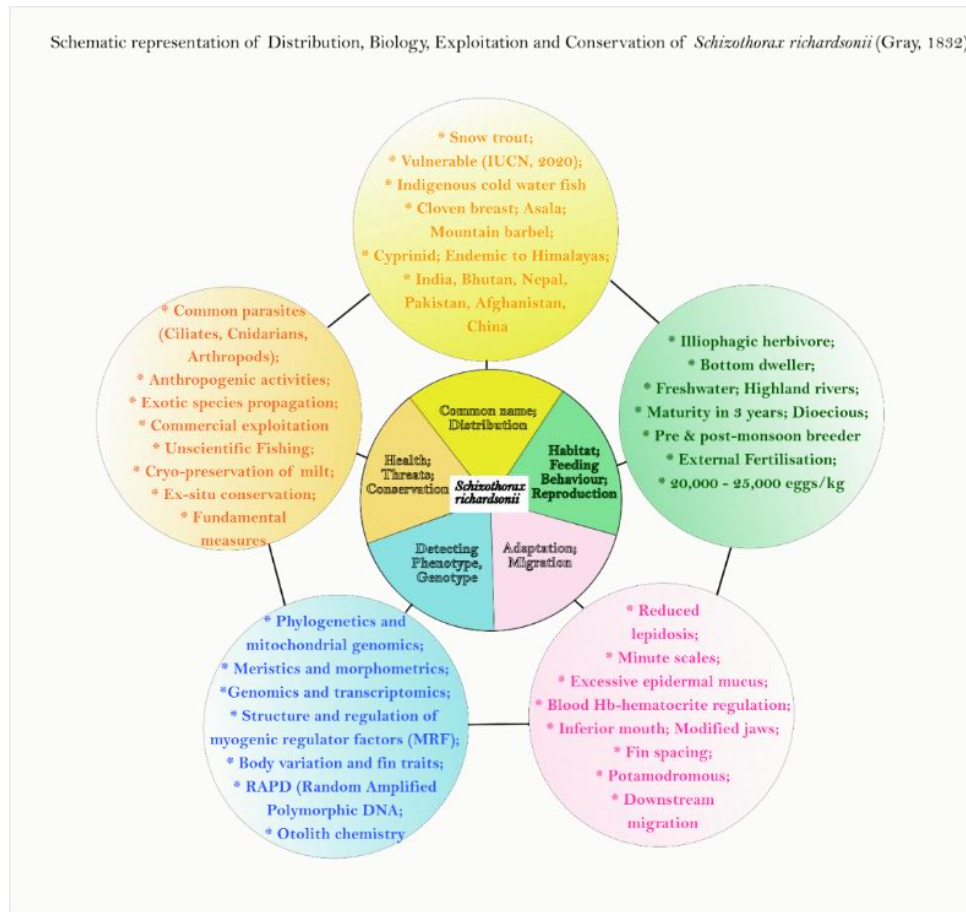 Schematic representation of Distribution, Biology, Exploitation and Conservation of Schizothorax richardsonii (Gray, 1832)
* Snow trout;
* Vulnerable (IUCN, 2020);
* Indigenous cold water fish
* Cloven breast; Asala;
Mountain barbel;
* Cyprinid; Endemic to Himalayas;
* India, Bhutan, Nepal,
Pakistan, Afghanistan,
China
* Common parasites
(Ciliates, Cnidarians,
Arthropods);
* Anthropogenic activities;
* Exotic species propagation;
* Commercial exploitation
* Unscientific Fishing;
* Cryo-preservation of milt;
* Ex-situ conservation;
* Fundamental
measures
* Illiophagic herbivore;
* Bottom dweller;
* Freshwater; Highland rivers;
* Maturity in 3 years; Dioecious;
* Pre & post-monsoon breeder
* External Fertilisation;
* 20,000 - 25,000 eggs/kg
Common name;
Distribution
Health;
Threats;
Conservation
Habitat;
Feeding
Behaviour;
Reproduction
Schizothorax
richardsonii
Detecting
Phenotype,
Genotype
Adaptation;
Migration
* Phylogenetics and
mitochondrial genomics;
* Meristics and morphometrics;
*Genomics and transcriptomics;
* Structure and regulation of
myogenic regulator factors (MRF);
* Body variation and fin traits;
* RAPD (Random Amplified
Polymorphic DNA;
* Otolith chemistry
* Reduced
lepidosis;
* Minute scales;
* Excessive epidermal mucus;
* Blood Hb-hematocrite regulation;
* Inferior mouth; Modified jaws;
* Fin spacing;
* Potamodromous;
* Downstream
migration